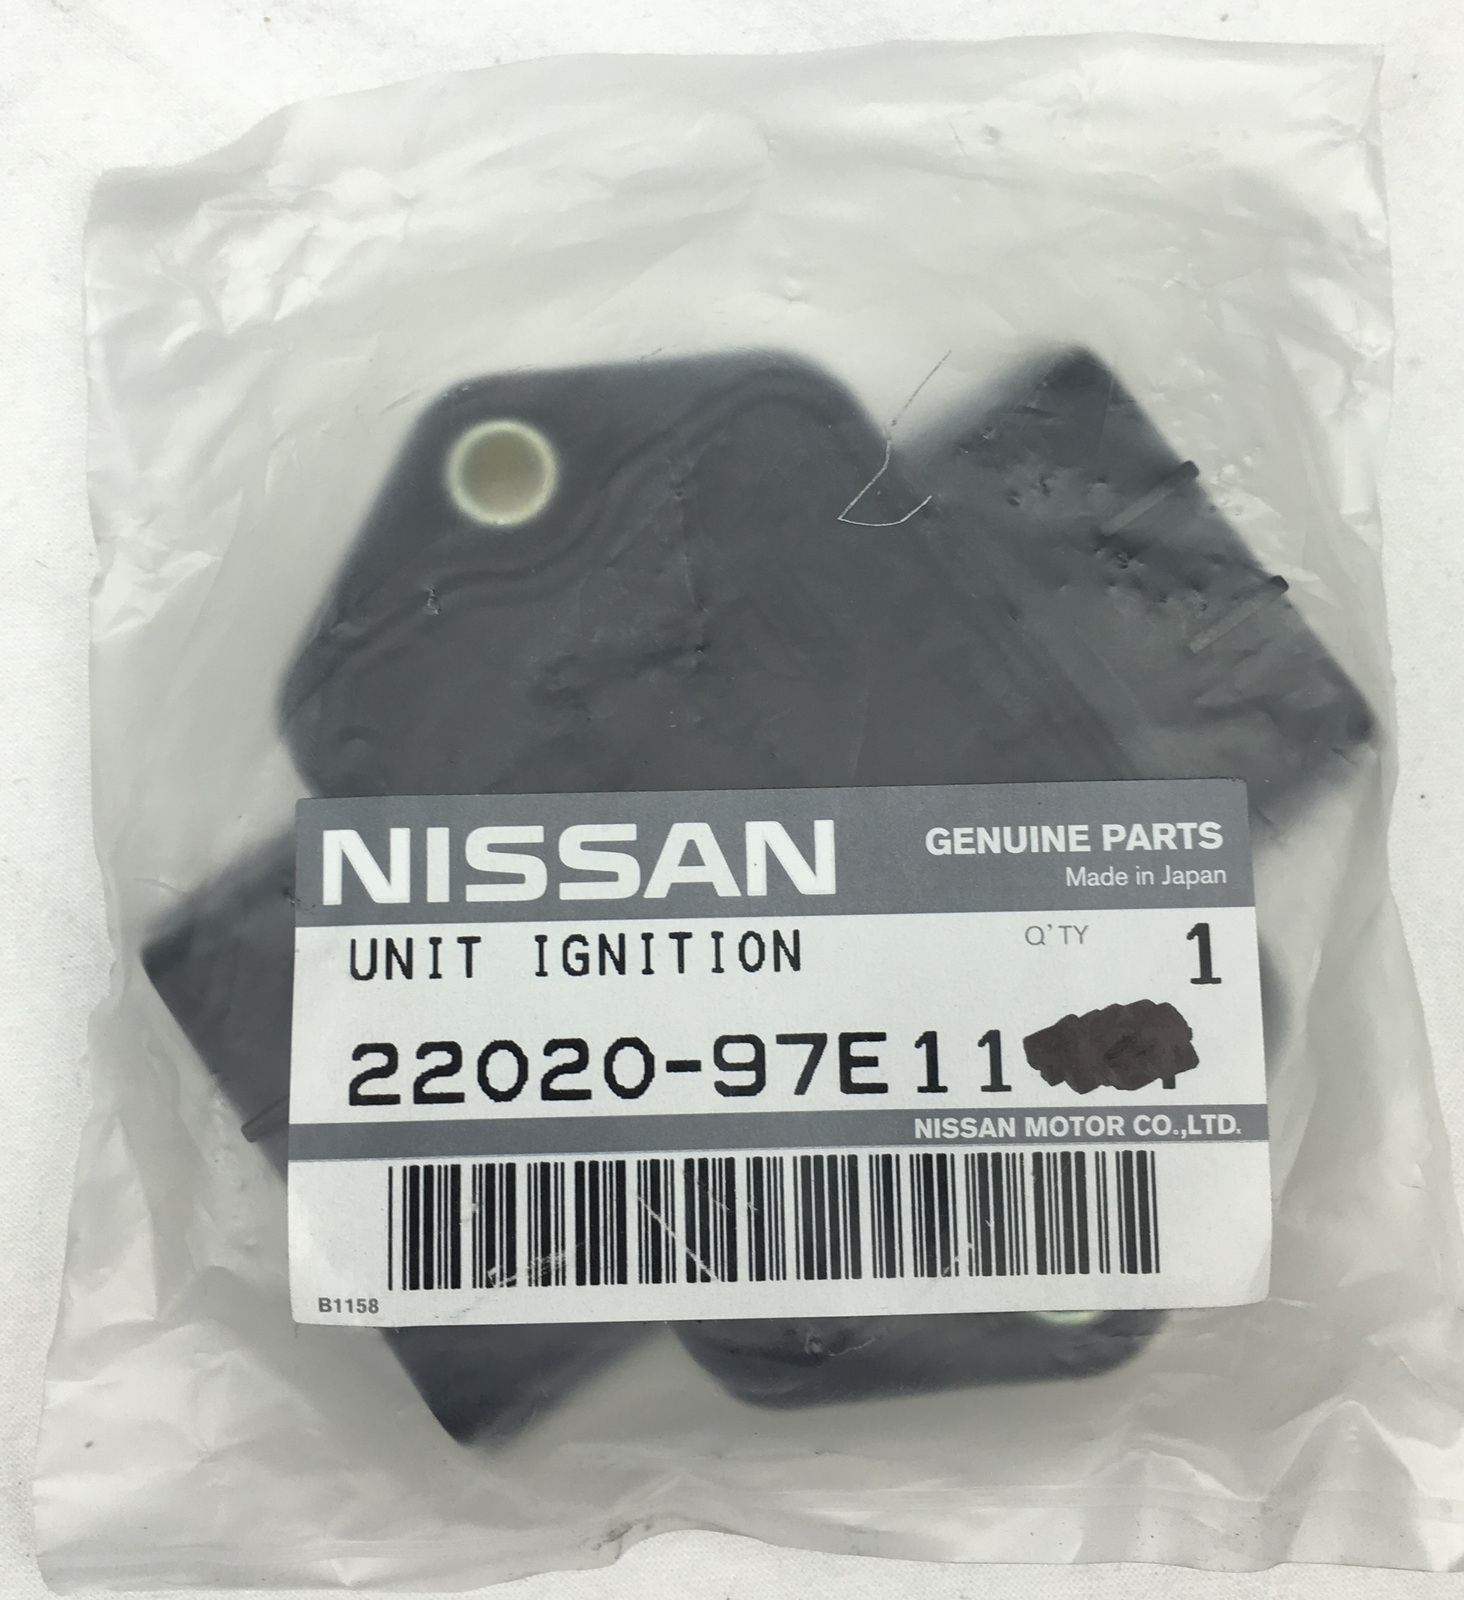 NISSAN
GENUINE PARTS
Made in Japan
UNIT IGNITION
Q'TY 1
22020-97E11
NISSAN MOTOR CO.,LTD.
B1158